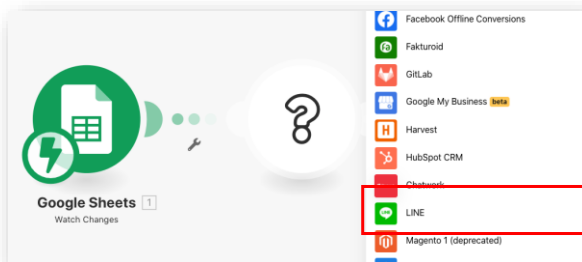 Facebook Offline Conversions
Fakturoid
GitLab
Google My Business beta
Harvest
HubSpot CRM
Chatwork
LINE
LINE
Magento 1 (deprecated)
Google Sheets 1
Watch Changes
?